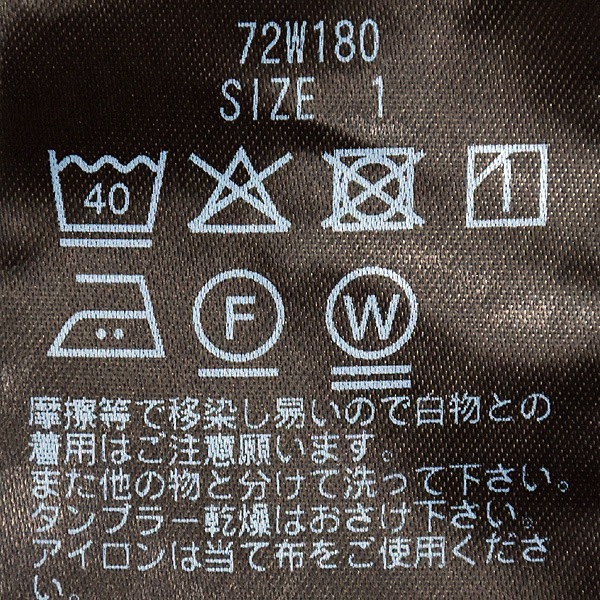 72W180
SIZE 1
40
F W
摩擦等で移染し易いので白物との
着用はご注意願います。
また他の物と分けて洗って下さい。
タンブラー乾燥はおさけ下さい。
アイロンは当て布をご使用くださ
い。